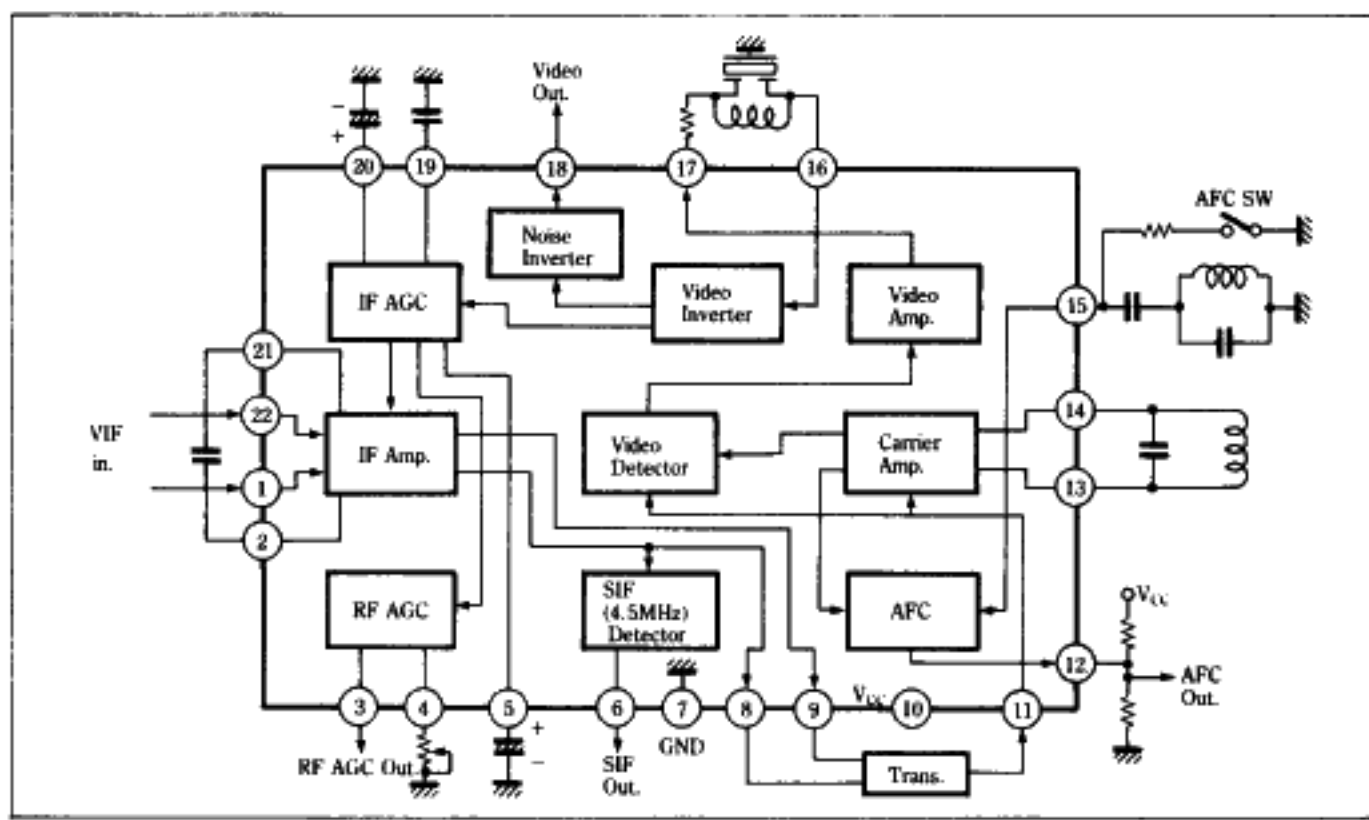 Video
Out.
−
+
20
19
18
17
16
AFC SW
Noise
Inverter
IF AGC
Video
Inverter
Video
Amp.
15
21
22
VIF
in.
IF Amp.
Video
Detector
Carrier
Amp.
14
13
1
2
RF AGC
SIF
(4.5MHz)
Detector
AFC
VCC
12
AFC
Out.
3
4
5
6
7
8
9
VCC
10
11
+
−
RF AGC Out
SIF
Out.
GND
Trans.